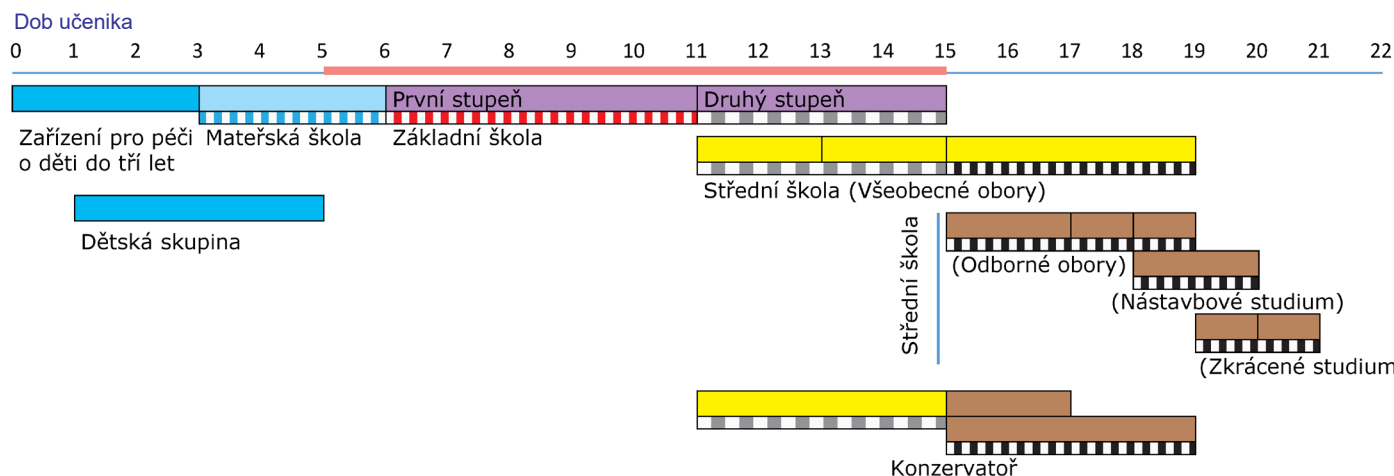 Dob učenika
0 1 2 3 4 5 6 7 8 9 10 11 12 13 14 15 16 17 18 19 20 21 22
První stupeň Druhý stupeň
Zařízení pro péči
o děti do tří let
Mateřská škola
Základní škola
Střední škola (Všeobecné obory)
Dětská skupina
Střední škola
(Odborné obory)
(Nástavbové studium)
(Zkrácené studium
Konzervatoř